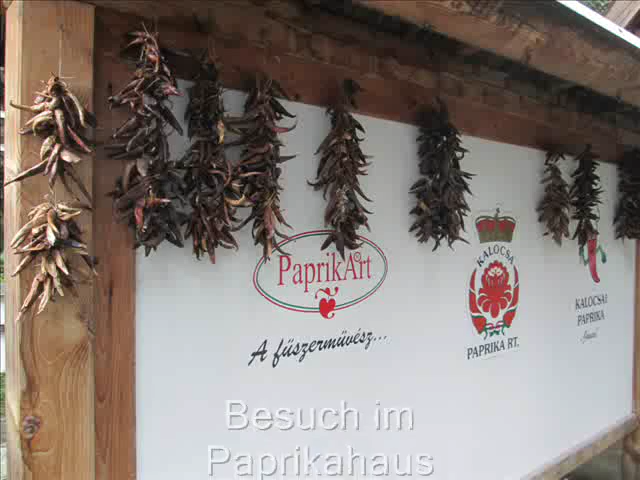 PaprikArt
A fűszerművész...
KALOCSA
PAPRIKA RT.
KALOCSAI
PAPRIKA
Besuch im
Paprikahaus